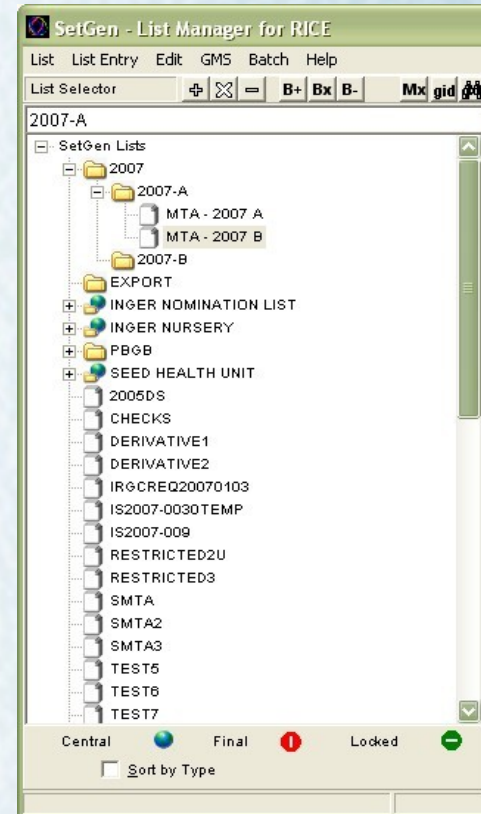 SetGen - List Manager for RICE
List List Entry Edit GMS Batch Help
List Selector B+ Bx B- Mx gid
2007-A
SetGen Lists
2007
2007-A
MTA - 2007 A
MTA - 2007 B
2007-B
EXPORT
INGER NOMINATION LIST
INGER NURSERY
PBGB
SEED HEALTH UNIT
2005DS
CHECKS
DERIVATIVE1
DERIVATIVE2
IRGCREQ20070103
IS2007-0030TEMP
IS2007-009
RESTRICTED2U
RESTRICTED3
SMTA
SMTA2
SMTA3
TEST5
TEST6
TEST7
Central Final Locked
Sort by Type